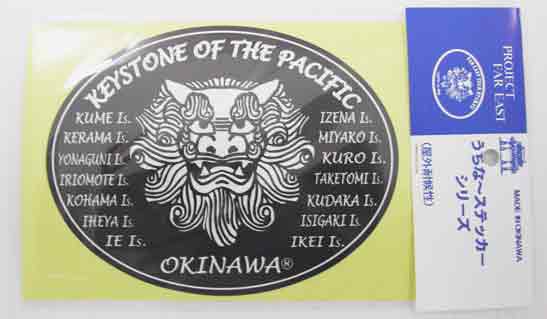 KEYSTONE OF THE PACIFIC
KUME Is.
KERAMA Is.
YONAGUNI Is.
IRIOMOTE Is.
KOHAMA Is.
IHEYA Is.
IE Is.
IZENA Is.
MIYAKO Is.
KURO Is.
TAKETOMI Is.
KUDAKA Is.
ISIGAKI Is.
IKEI Is.
OKINAWA®
PROJECT
FAR EAST
MADE IN OKINAWA
うちな〜ステッカー
シリーズ
(屋外耐候性)